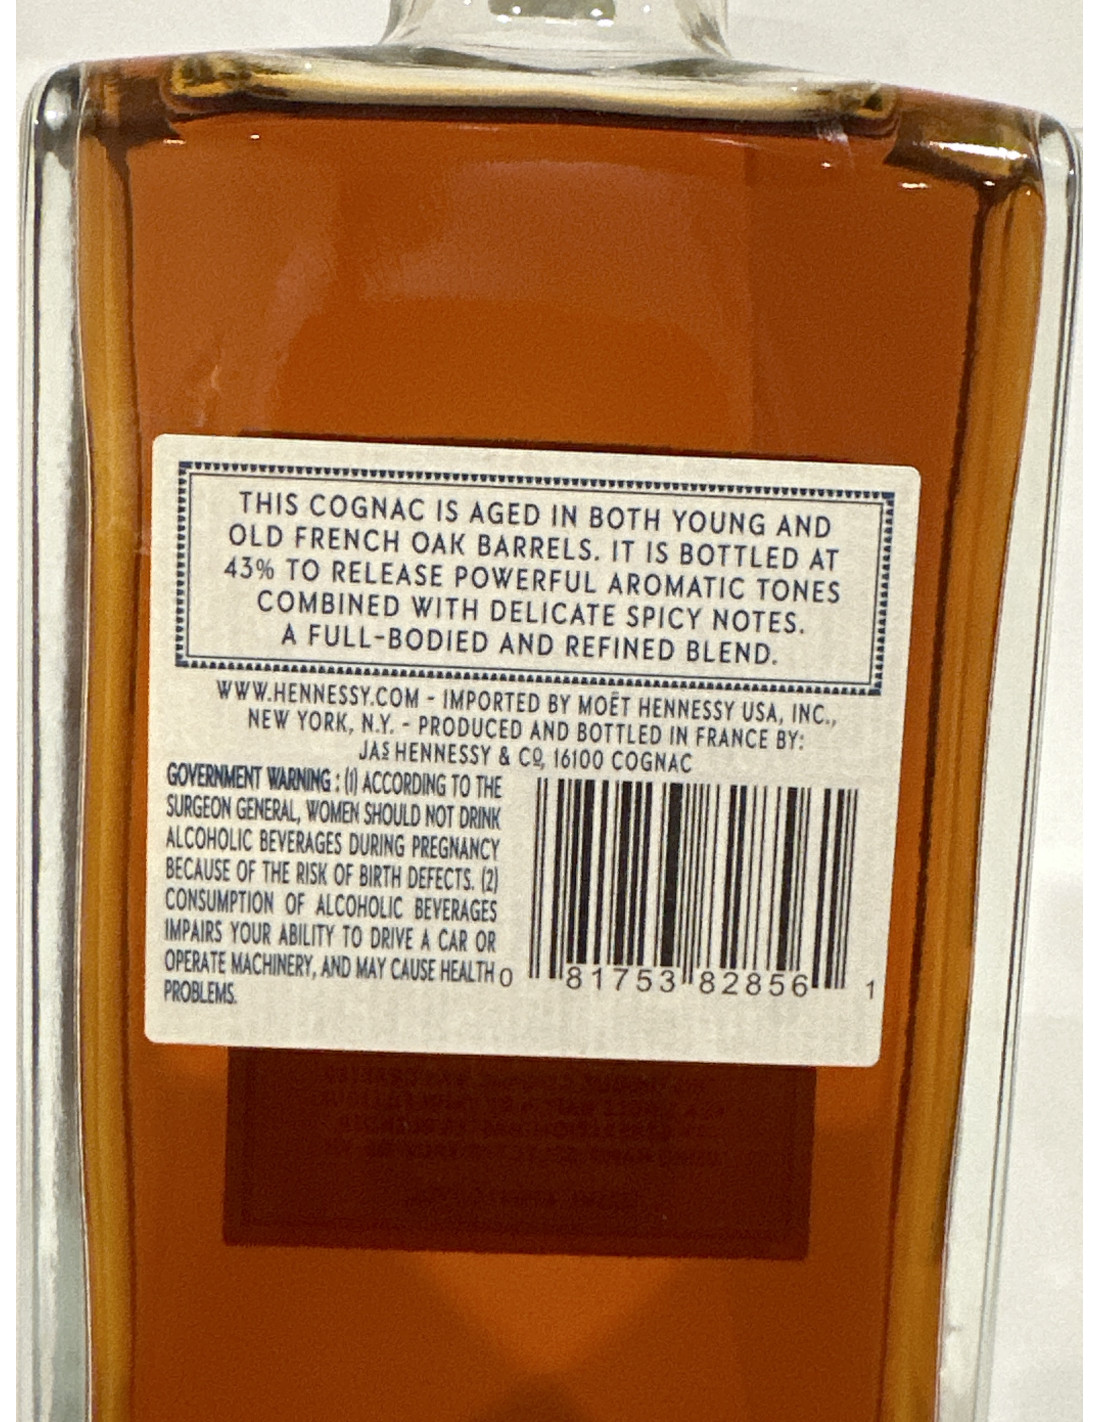 THIS COGNAC IS AGED IN BOTH YOUNG AND
OLD FRENCH OAK BARRELS. IT IS BOTTLED AT
43% TO RELEASE POWERFUL AROMATIC TONES
COMBINED WITH DELICATE SPICY NOTES.
A FULL-BODIED AND REFINED BLEND.
WWW.HENNESSY.COM - IMPORTED BY MOËT HENNESSY USA, INC.,
NEW YORK, N.Y. - PRODUCED AND BOTTLED IN FRANCE BY:
JAS HENNESSY & CO, 16100 COGNAC
GOVERNMENT WARNING : (1) ACCORDING TO THE
SURGEON GENERAL, WOMEN SHOULD NOT DRINK
ALCOHOLIC BEVERAGES DURING PREGNANCY
BECAUSE OF THE RISK OF BIRTH DEFECTS. (2)
CONSUMPTION OF ALCOHOLIC BEVERAGES
IMPAIRS YOUR ABILITY TO DRIVE A CAR OR
OPERATE MACHINERY, AND MAY CAUSE HEALTH
PROBLEMS.
0 81753 82856 1